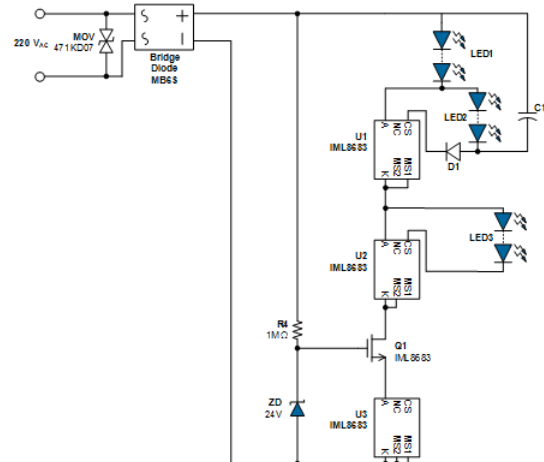 MOV
471KD07
220 VAC
S
+
S
−
Bridge
Diode
MB6S
LED1
LED2
C1
D1
U1
IML8683
A
NC
CS
K
MS2
MS1
U2
IML8683
A
NC
CS
K
MS2
MS1
LED3
R4
1MΩ
Q1
IML8683
ZD
24V
U3
IML8683
A
NC
CS
K
MS2
MS1